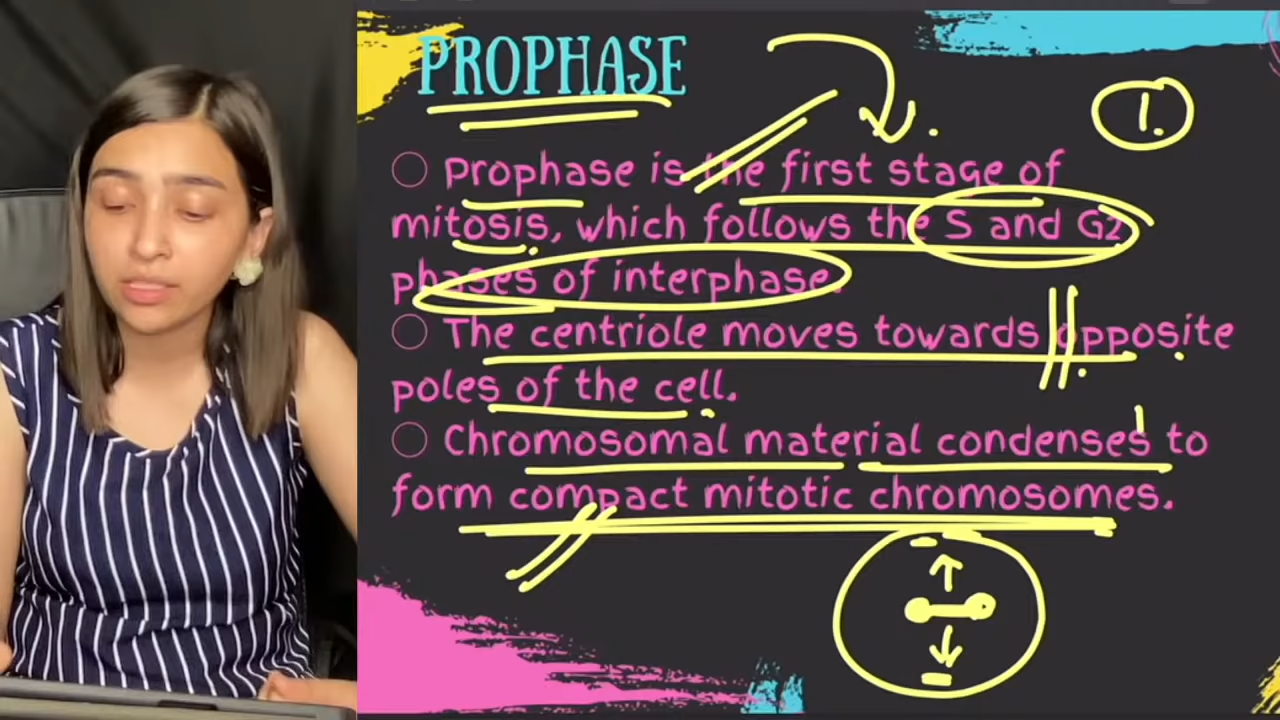 PROPHASE
1.
Prophase is the first stage of
mitosis, which follows the S and G2
phases of interphase.
The centriole moves towards opposite
poles of the cell.
Chromosomal material condenses to
form compact mitotic chromosomes.